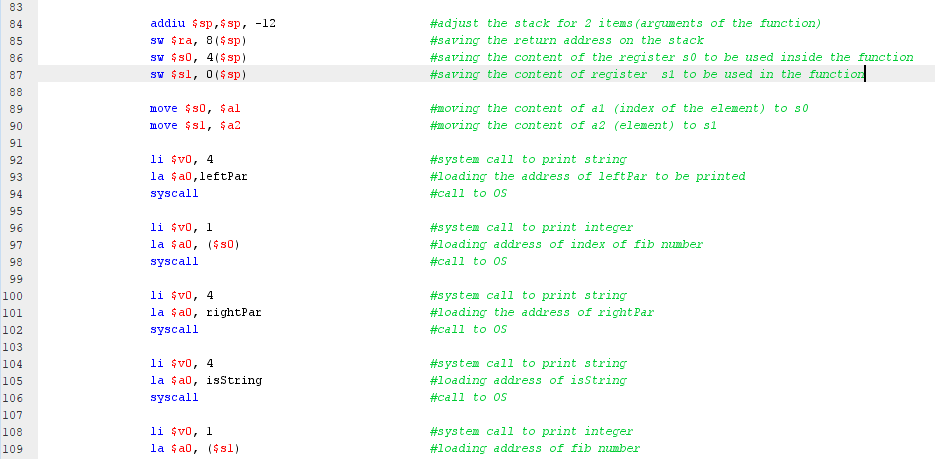 83
84 addiu $sp,$sp, -12 #adjust the stack for 2 items(arguments of the function)
85 sw $ra, 8($sp) #saving the return address on the stack
86 sw $s0, 4($sp) #saving the content of the register s0 to be used inside the function
87 sw $s1, 0($sp) #saving the content of register s1 to be used in the function
88
89 move $s0, $a1 #moving the content of a1 (index of the element) to s0
90 move $s1, $a2 #moving the content of a2 (element) to s1
91
92 li $v0, 4 #system call to print string
93 la $a0,leftPar #loading the address of leftPar to be printed
94 syscall #call to OS
95
96 li $v0, 1 #system call to print integer
97 la $a0, ($s0) #loading address of index of fib number
98 syscall #call to OS
99
100 li $v0, 4 #system call to print string
101 la $a0, rightPar #loading the address of rightPar
102 syscall #call to OS
103
104 li $v0, 4 #system call to print string
105 la $a0, isString #loading address of isString
106 syscall #call to OS
107
108 li $v0, 1 #system call to print integer
109 la $a0, ($s1) #loading address of fib number